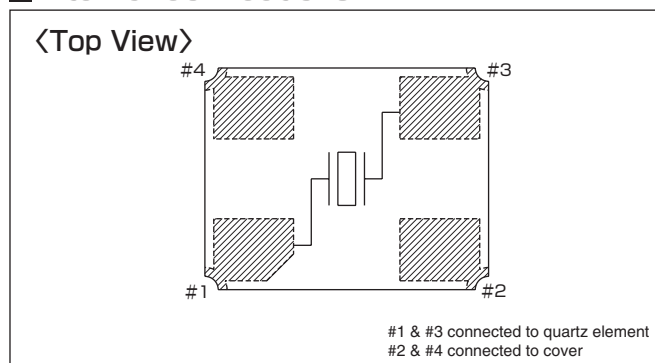 〈Top View〉
#4
#3
#1
#2
#1 & #3 connected to quartz element
#2 & #4 connected to cover